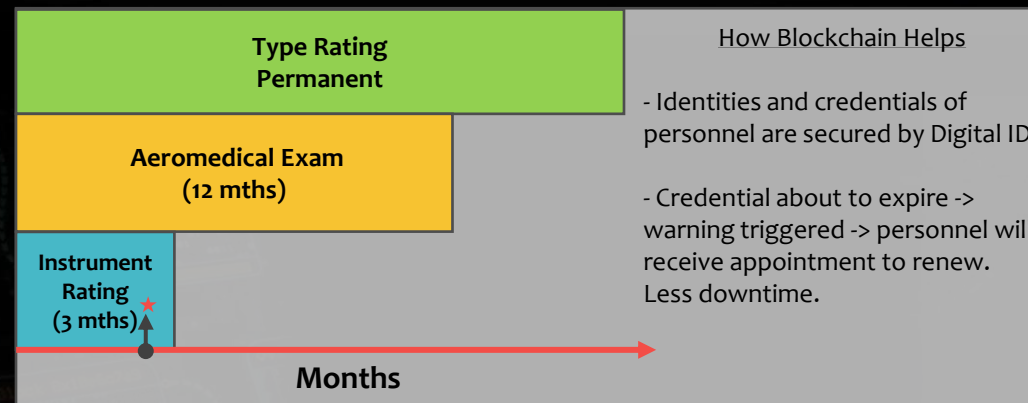 Type Rating
Permanent
Aeromedical Exam
(12 mths)
Instrument
Rating
(3 mths)
Months
How Blockchain Helps
- Identities and credentials of
personnel are secured by Digital ID
- Credential about to expire ->
warning triggered -> personnel wil
receive appointment to renew.
Less downtime.